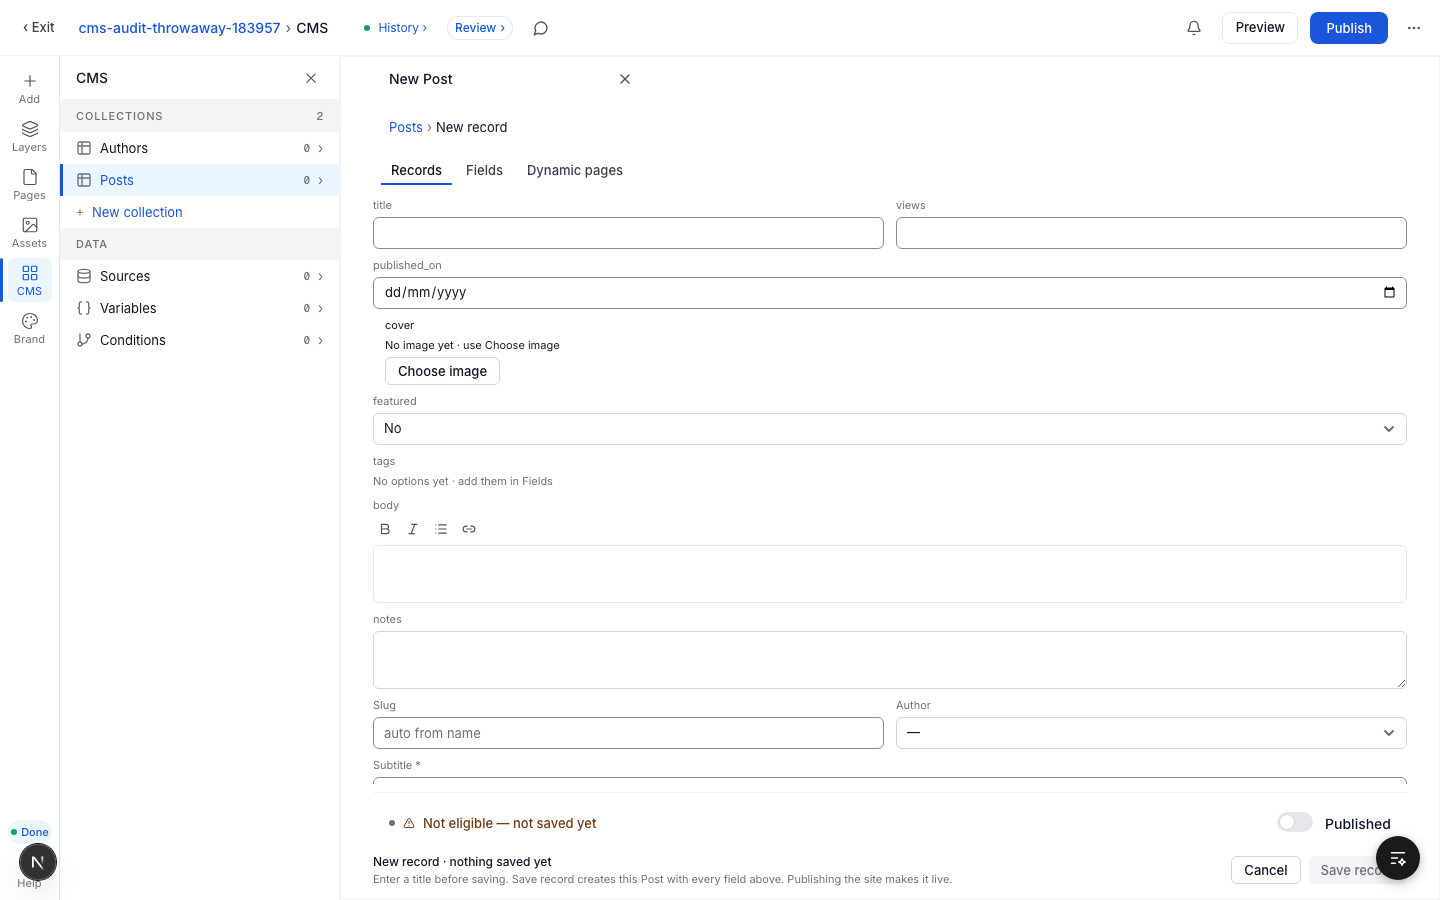 ‹ Exit
cms-audit-throwaway-183957 › CMS
History ›
Review ›
Preview
Publish
Add
Layers
Pages
Assets
CMS
Brand
Done
N
Help
CMS
COLLECTIONS 2
Authors 0 ›
Posts 0 ›
+ New collection
DATA
Sources 0 ›
Variables 0 ›
Conditions 0 ›
New Post
Posts › New record
Records Fields Dynamic pages
title views
published_on
dd/mm/yyyy
cover
No image yet · use Choose image
Choose image
featured
No
tags
No options yet · add them in Fields
body
notes
Slug Author
auto from name —
Subtitle *
Not eligible — not saved yet
Published
New record · nothing saved yet
Enter a title before saving. Save record creates this Post with every field above. Publishing the site makes it live.
Cancel
Save